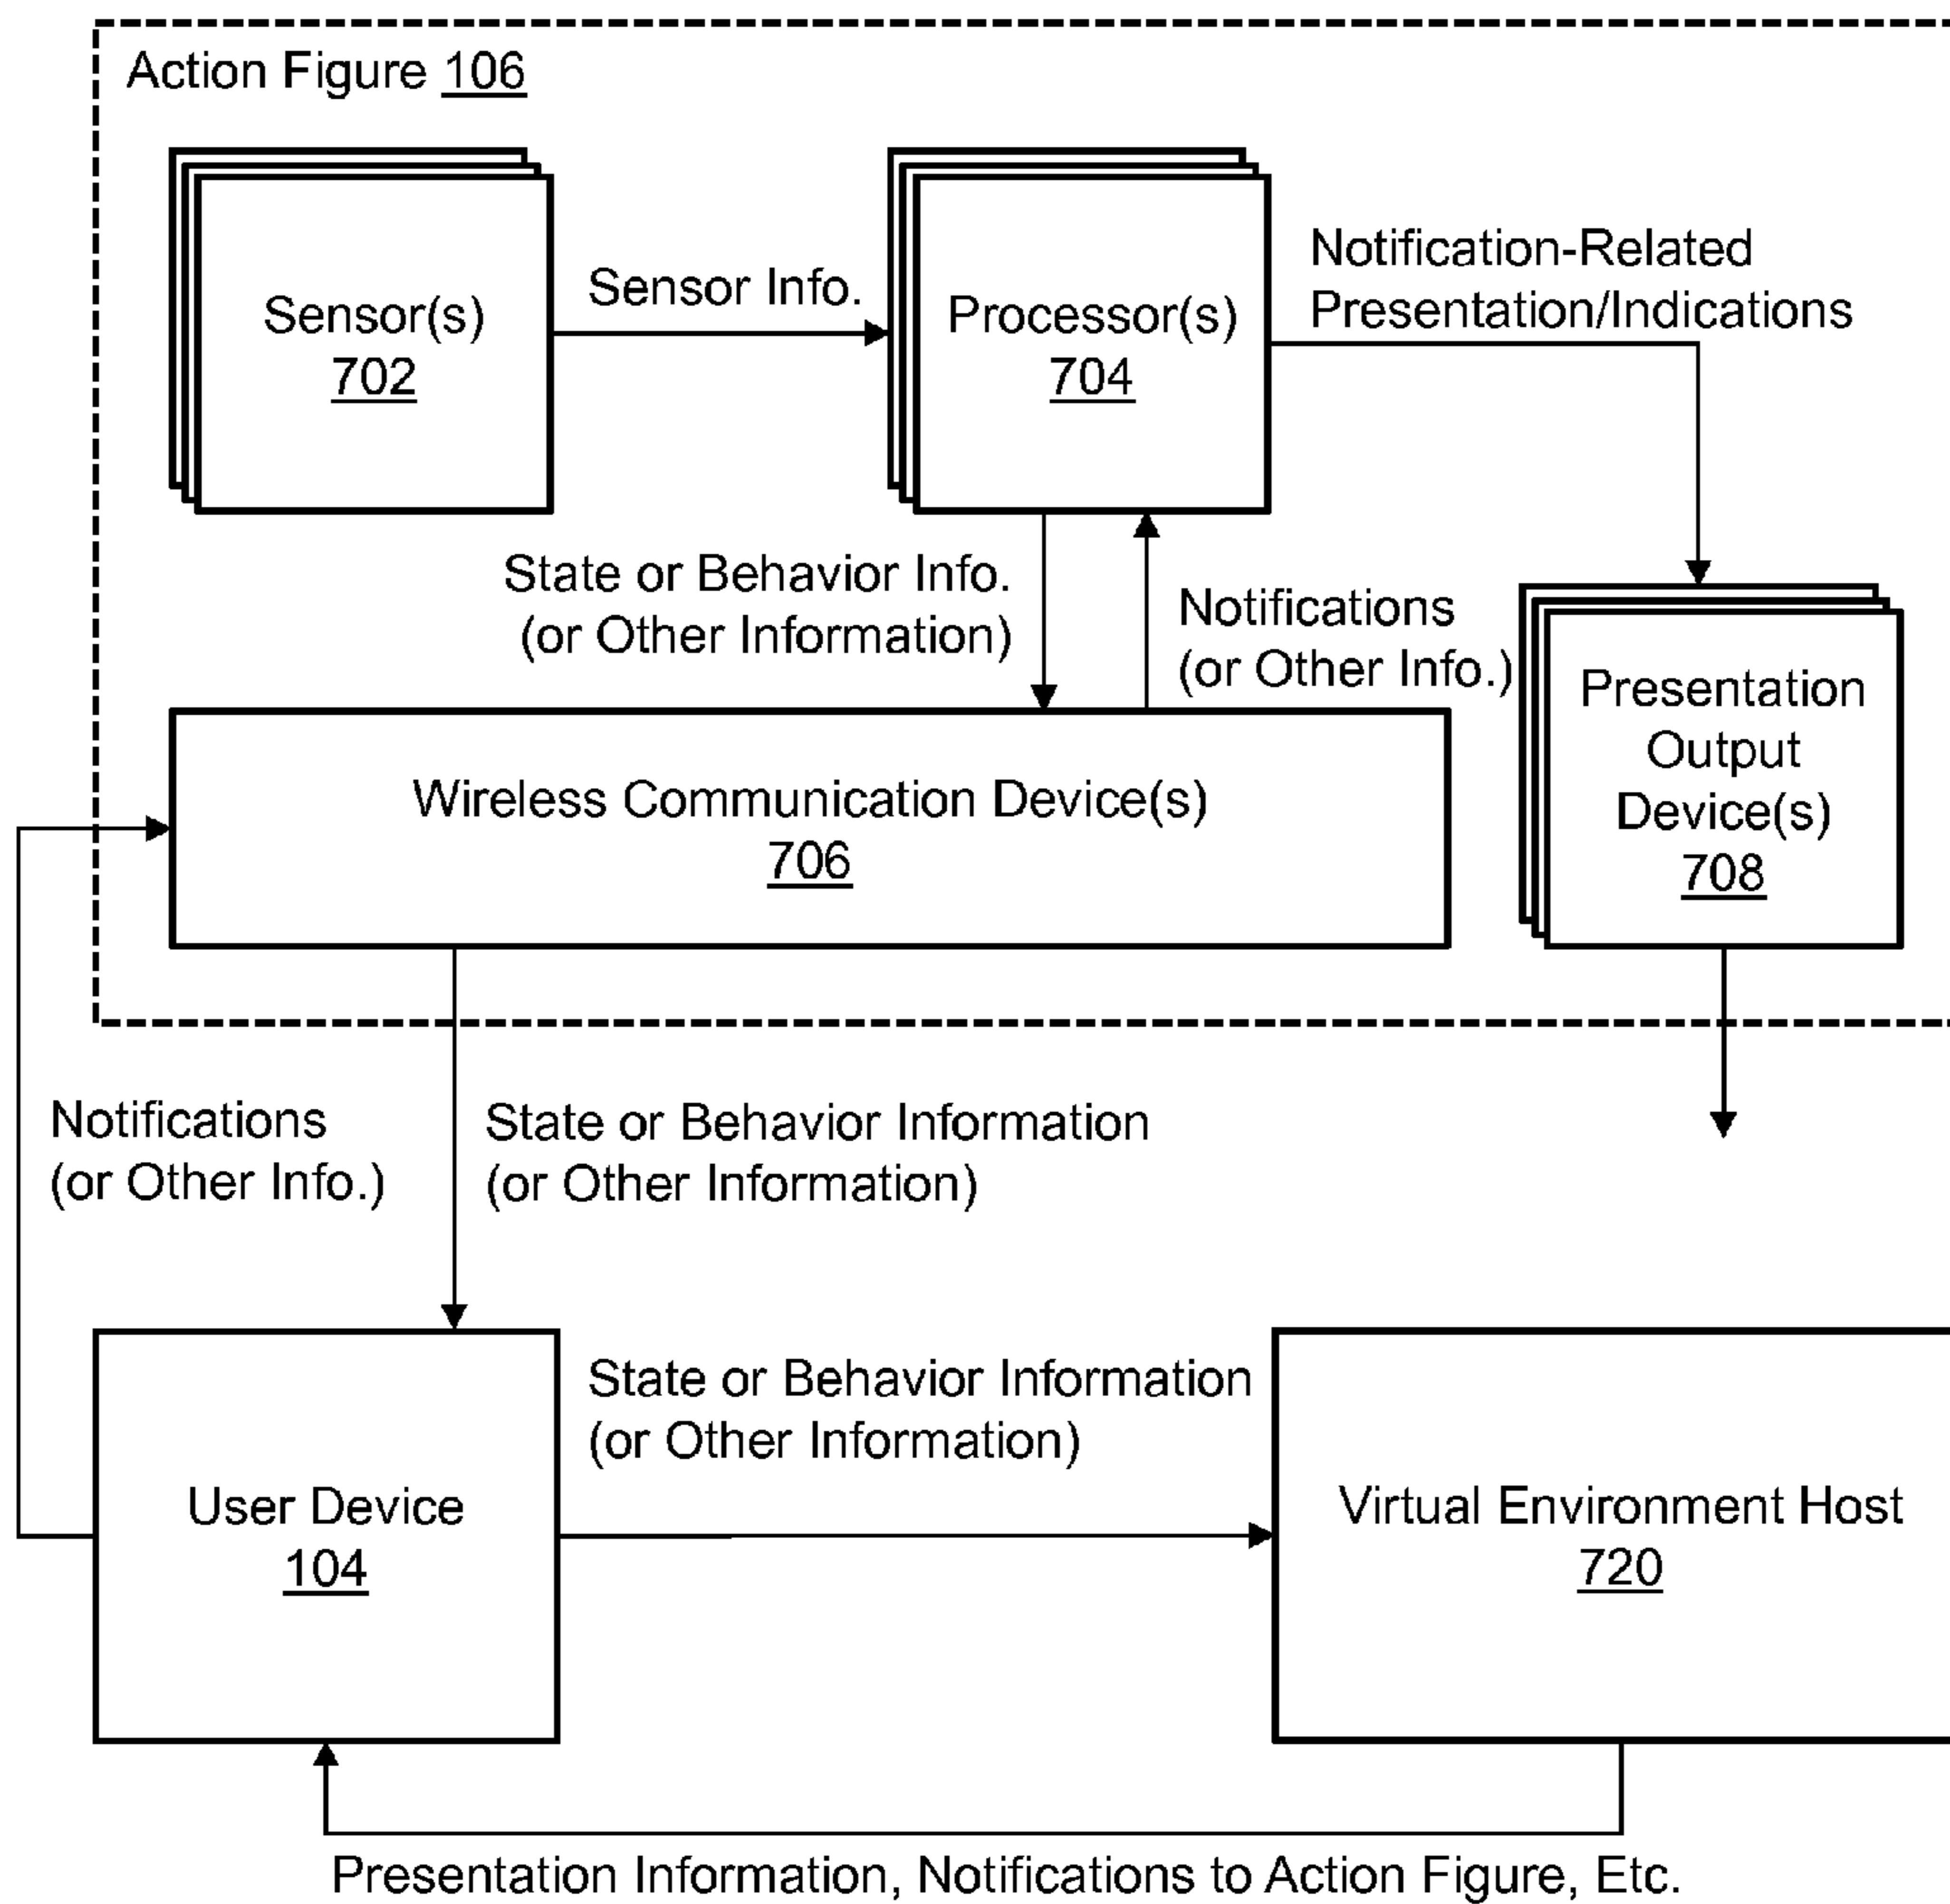 Action Figure 106
Sensor(s)
702
Sensor Info.
Processor(s)
704
Notification-Related
Presentation/Indications
State or Behavior Info.
(or Other Information)
Notifications
(or Other Info.)
Presentation
Output
Device(s)
708
Wireless Communication Device(s)
706
Notifications
(or Other Info.)
State or Behavior Information
(or Other Information)
User Device
104
State or Behavior Information
(or Other Information)
Virtual Environment Host
720
Presentation Information, Notifications to Action Figure, Etc.